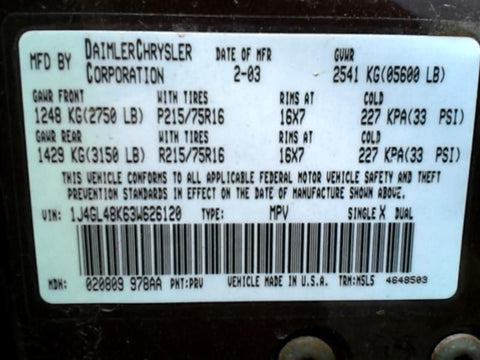 MFD BY DAIMLERCHRYSLER CORPORATION DATE OF MFR 2-03 GVWR 2541 KG(05600 LB)
GAWR FRONT WITH TIRES RIMS AT COLD
1248 KG(2750 LB) P215/75R16 16X7 227 KPA(33 PSI)
GAWR REAR WITH TIRES RIMS AT COLD
1429 KG(3150 LB) R215/75R16 16X7 227 KPA(33 PSI)
THIS VEHICLE CONFORMS TO ALL APPLICABLE FEDERAL MOTOR VEHICLE SAFETY AND THEFT
PREVENTION STANDARDS IN EFFECT ON THE DATE OF MANUFACTURE SHOWN ABOVE.
VIN: 1J4GL48K63W626120 TYPE: MPV SINGLE X DUAL
MDH: 020809 978AA PNT:PRV VEHICLE MADE IN U.S.A. TRM:MSLS 4648503